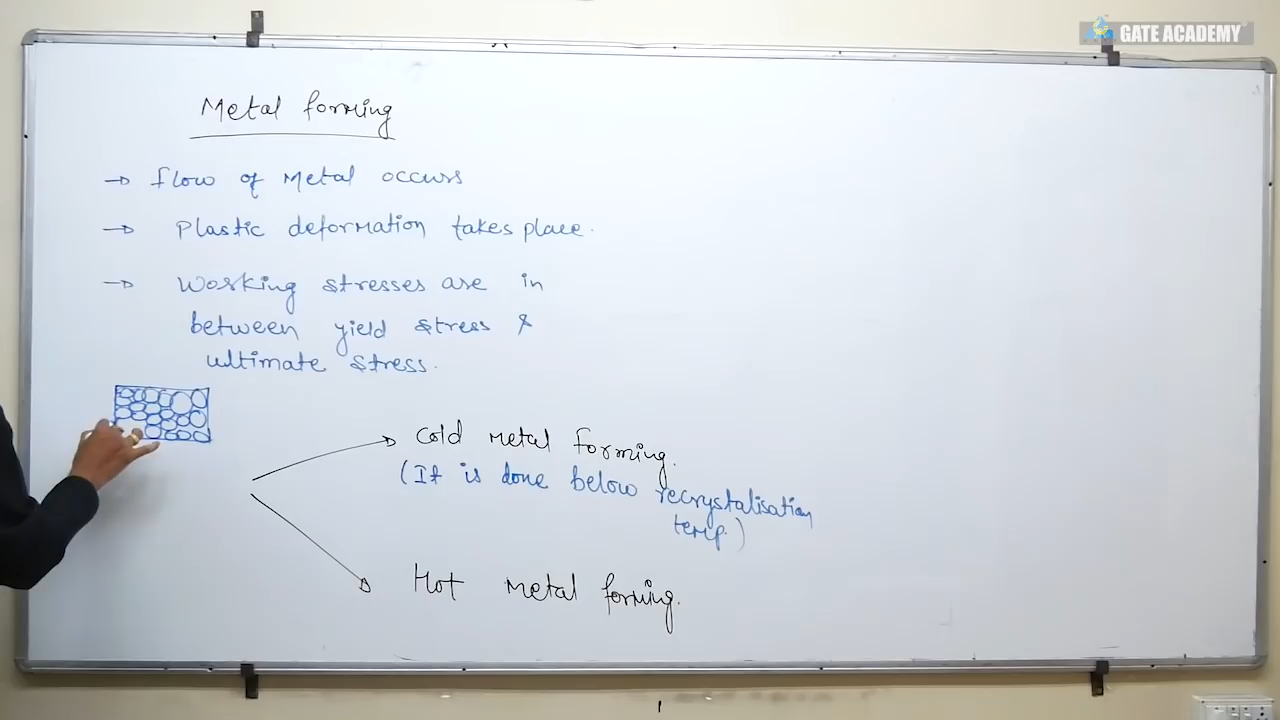 GATE ACADEMY
Metal forming
→ flow of Metal occurs
→ Plastic deformation takes place.
→ Working stresses are in
between yield stress &
ultimate stress.
Cold metal forming.
(It is done below recrystalisation
temp.)
Hot metal forming.